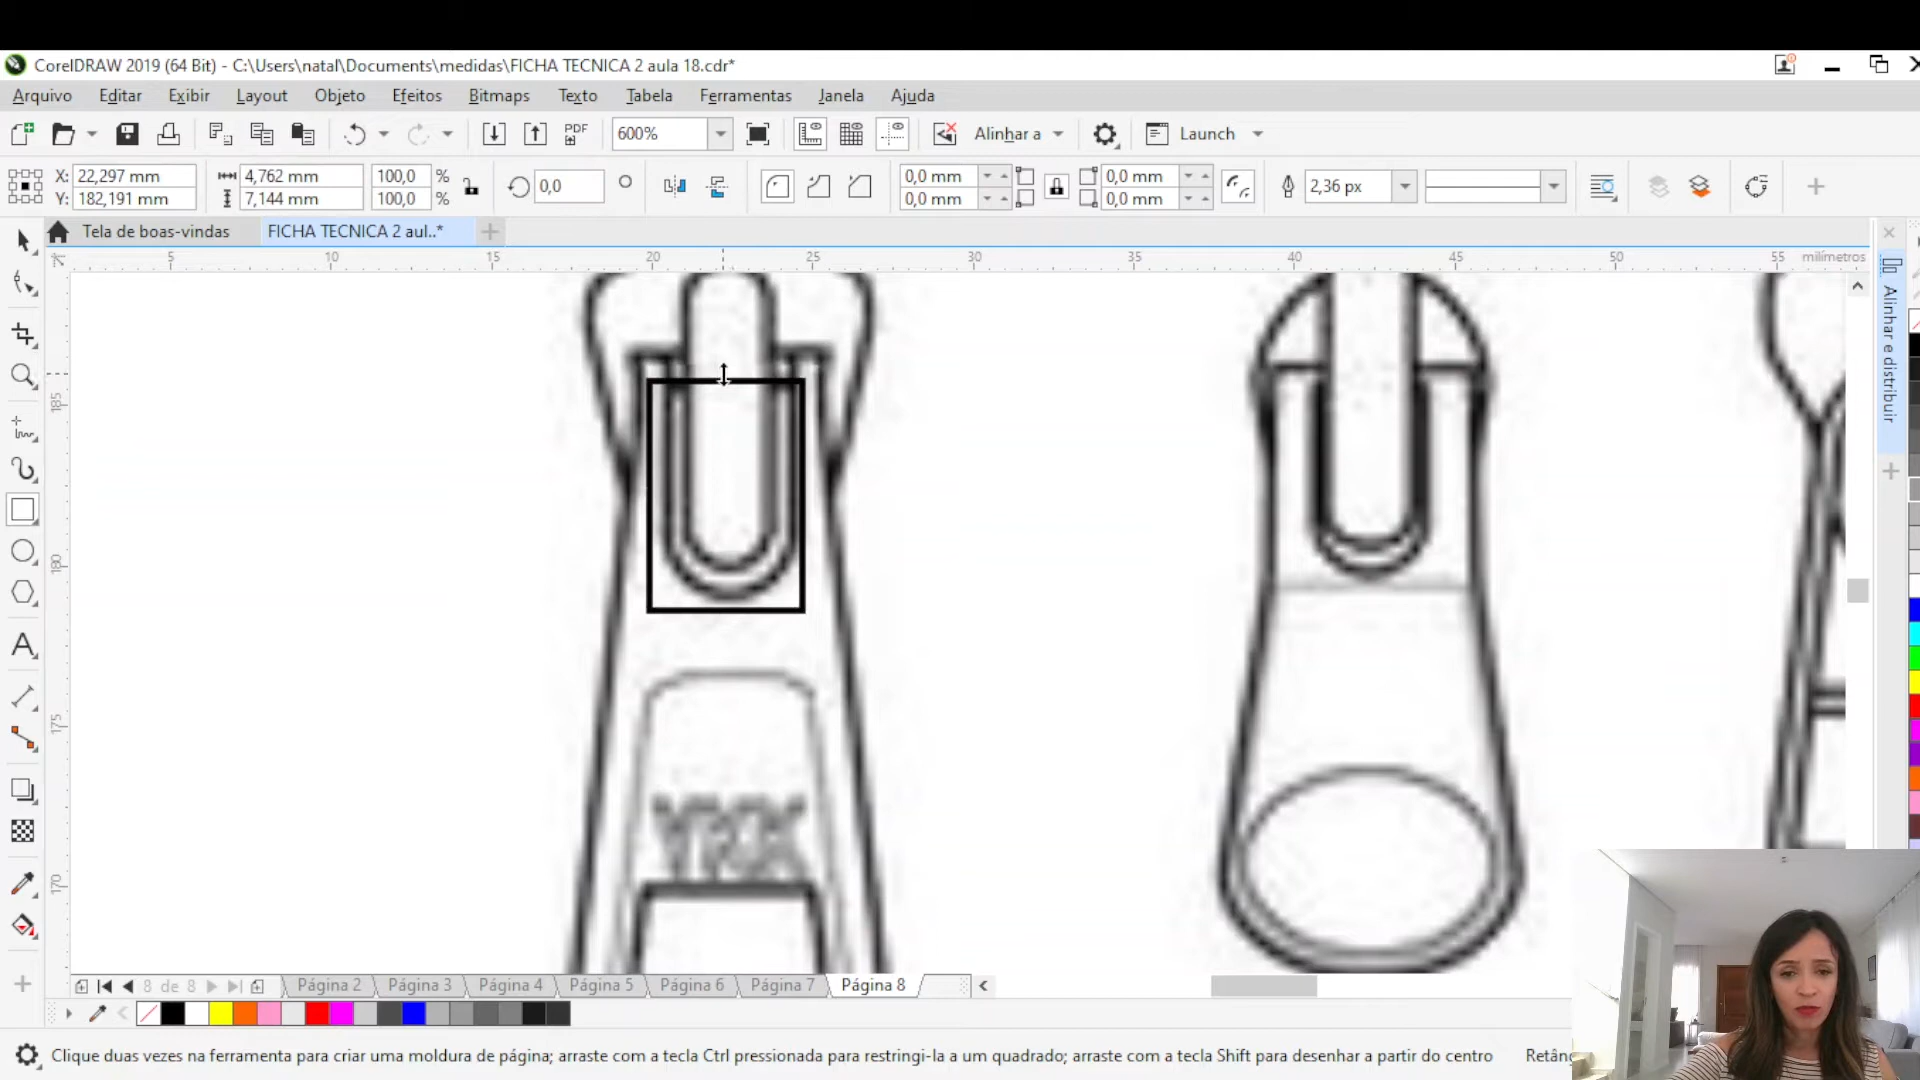 CorelDRAW 2019 (64 Bit) - C:\Users\natal\Documents\medidas\FICHA TECNICA 2 aula 18.cdr*
Arquivo Editar Exibir Layout Objeto Efeitos Bitmaps Texto Tabela Ferramentas Janela Ajuda
PDF 600% Alinhar a Launch
X: 22,297 mm 4,762 mm 100,0 % 0,0 0,0 mm 0,0 mm 2,36 px
Y: 182,191 mm 7,144 mm 100,0 % 0,0 mm 0,0 mm
Tela de boas-vindas FICHA TECNICA 2 aul..*
5 10 15 20 25 30 35 40 45 50 55 milímetros
185
180
175
170
Alinhar e distribuir
8 de 8 Página 2 Página 3 Página 4 Página 5 Página 6 Página 7 Página 8
Clique duas vezes na ferramenta para criar uma moldura de página; arraste com a tecla Ctrl pressionada para restringi-la a um quadrado; arraste com a tecla Shift para desenhar a partir do centro